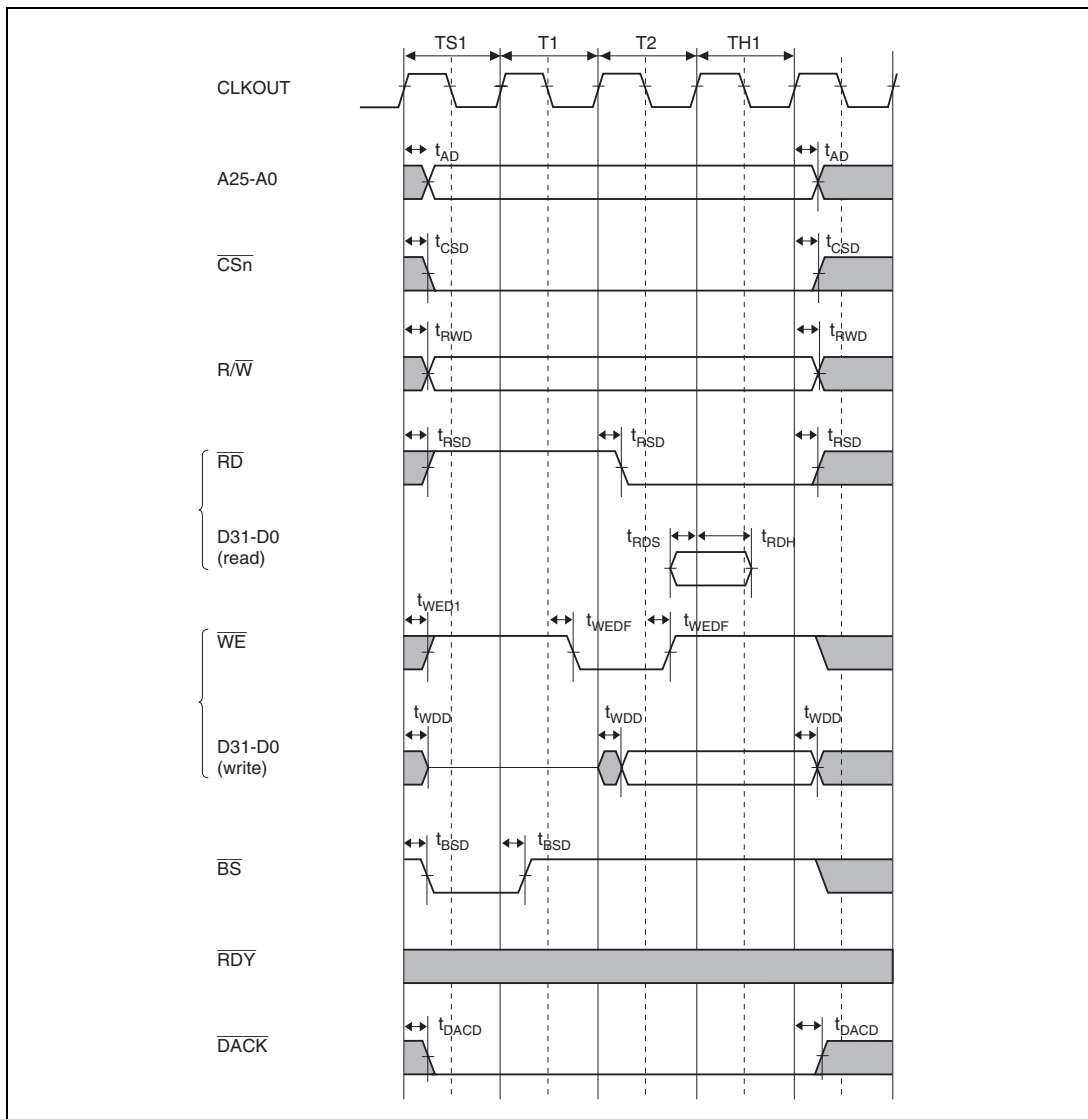 TS1 T1 T2 TH1
CLKOUT
tAD tAD
A25-A0
tCSD tCSD
CSn
tRWD tRWD
R/W
tRSD tRSD tRSD
RD
D31-D0
(read)
tRDS tRDH
tWED1
tWEDF tWEDF
WE
tWDD tWDD tWDD
D31-D0
(write)
tBSD tBSD
BS
RDY
tDACD tDACD
DACK